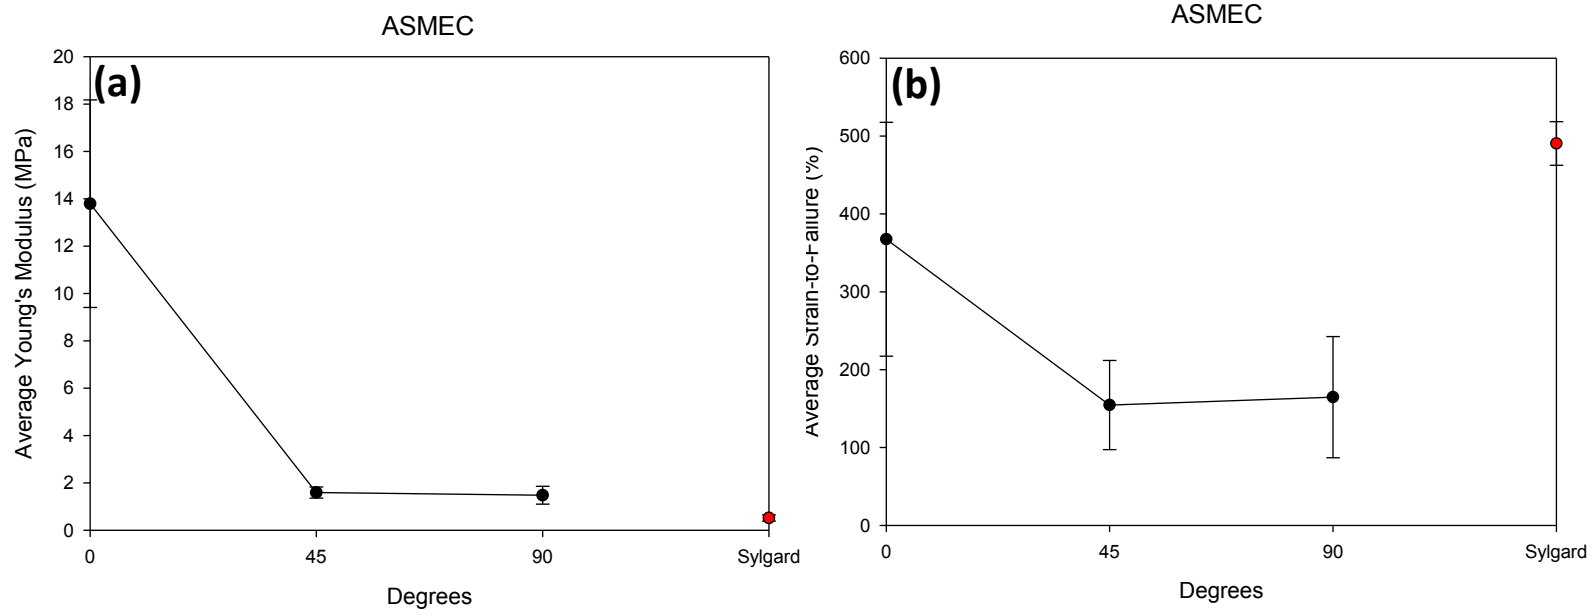 ASMEC
(a)
Average Young's Modulus (MPa)
20
18
16
14
12
10
8
6
4
2
0
0
45
90
Sylgard
Degrees
ASMEC
(b)
Average Strain-to-Failure (%)
600
500
400
300
200
100
0
0
45
90
Sylgard
Degrees